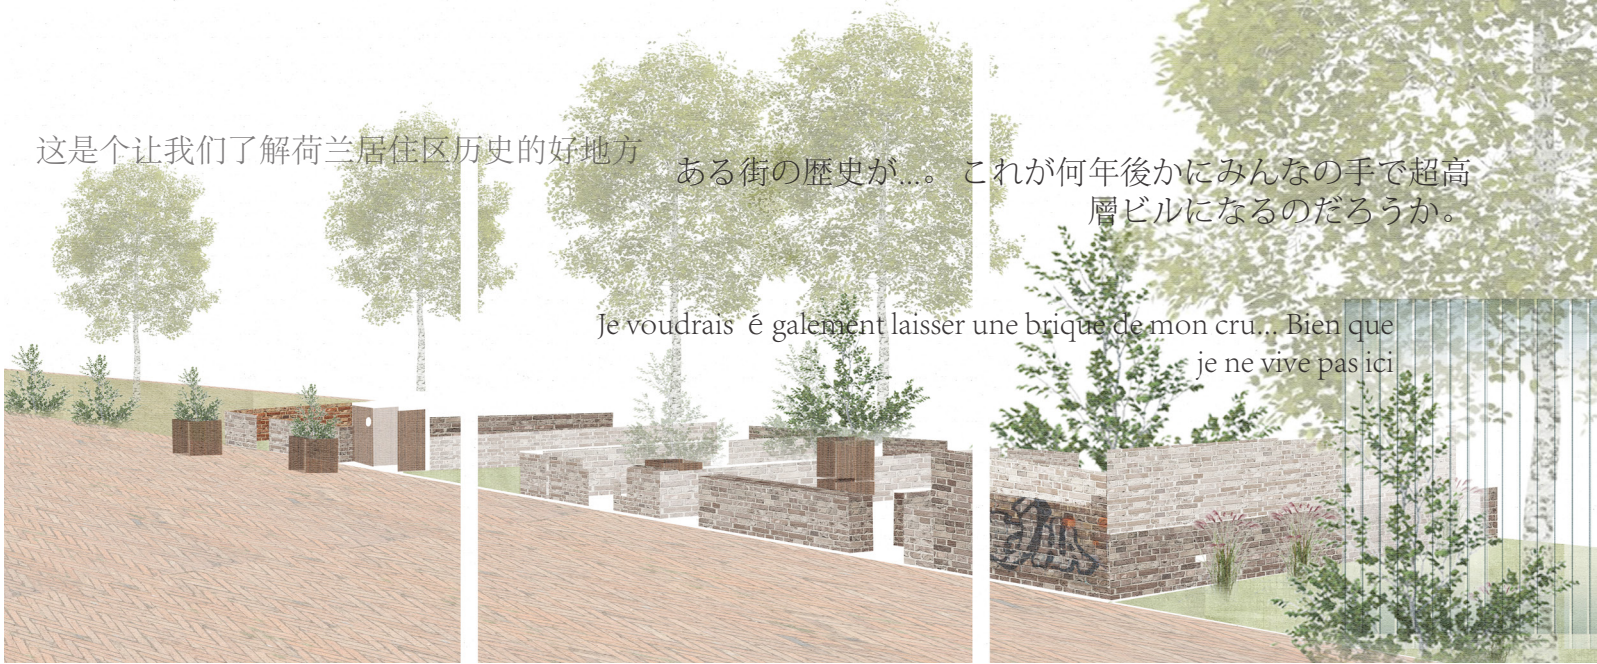 这是个让我们了解荷兰居住区历史的好地方
ある街の歴史が...。 これが何年後かにみんなの手で超高
層ビルになるのだろうか。
Je voudrais é galement laisser une brique de mon cru... Bien que
je ne vive pas ici